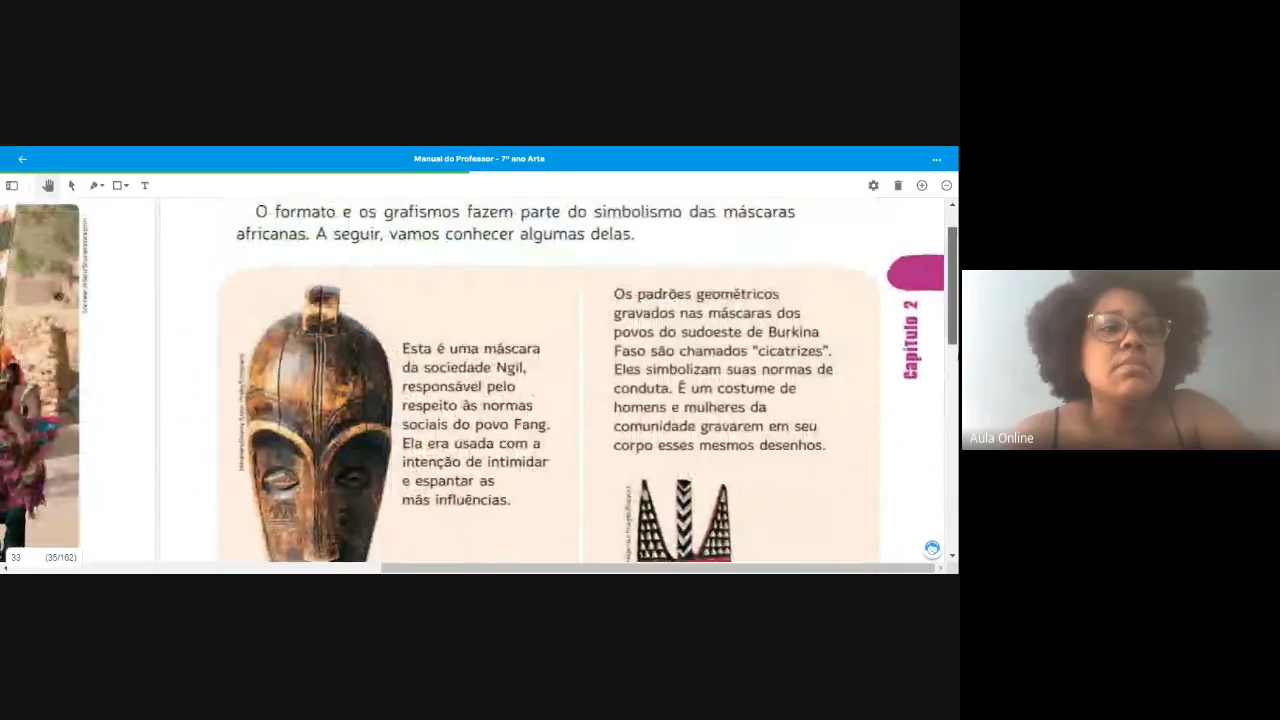 Manual do Professor - 7º ano Arte
T
O formato e os grafismos fazem parte do simbolismo das máscaras
africanas. A seguir, vamos conhecer algumas delas.
Esta é uma máscara
da sociedade Ngil,
responsável pelo
respeito às normas
sociais do povo Fang.
Ela era usada com a
intenção de intimidar
e espantar as
más influências.
Os padrões geométricos
gravados nas máscaras dos
povos do sudoeste de Burkina
Faso são chamados "cicatrizes".
Eles simbolizam suas normas de
conduta. É um costume de
homens e mulheres da
comunidade gravarem em seu
corpo esses mesmos desenhos.
Capítulo 2
33 (35/162)
Aula Online